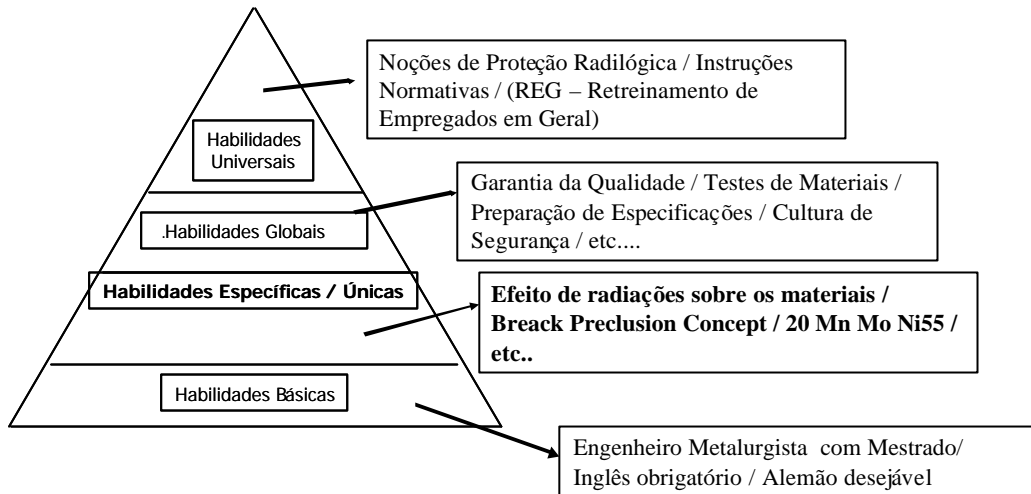 Noções de Proteção Radilógica / Instruções
Normativas / (REG – Retreinamento de
Empregados em Geral)
Habilidades
Universais
Garantia da Qualidade / Testes de Materiais /
Preparação de Especificações / Cultura de
Segurança / etc....
.Habilidades Globais
Habilidades Específicas / Únicas
Efeito de radiações sobre os materiais /
Breack Preclusion Concept / 20 Mn Mo Ni55 /
etc..
Habilidades Básicas
Engenheiro Metalurgista com Mestrado/
Inglês obrigatório / Alemão desejável